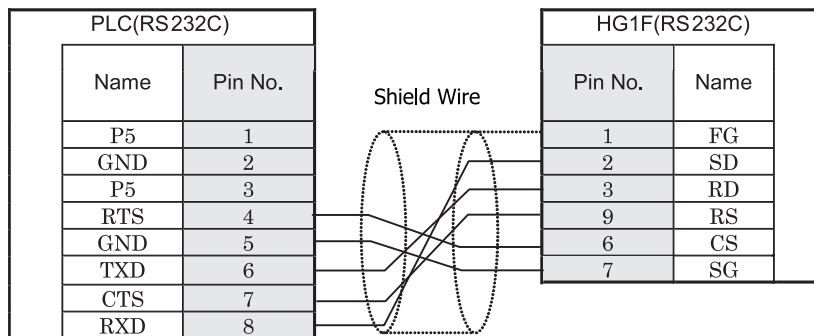 PLC(RS232C)
HG1F(RS232C)
Name Pin No.
Shield Wire
Pin No. Name
P5 1
GND 2
P5 3
RTS 4
GND 5
TXD 6
CTS 7
RXD 8
1 FG
2 SD
3 RD
9 RS
6 CS
7 SG